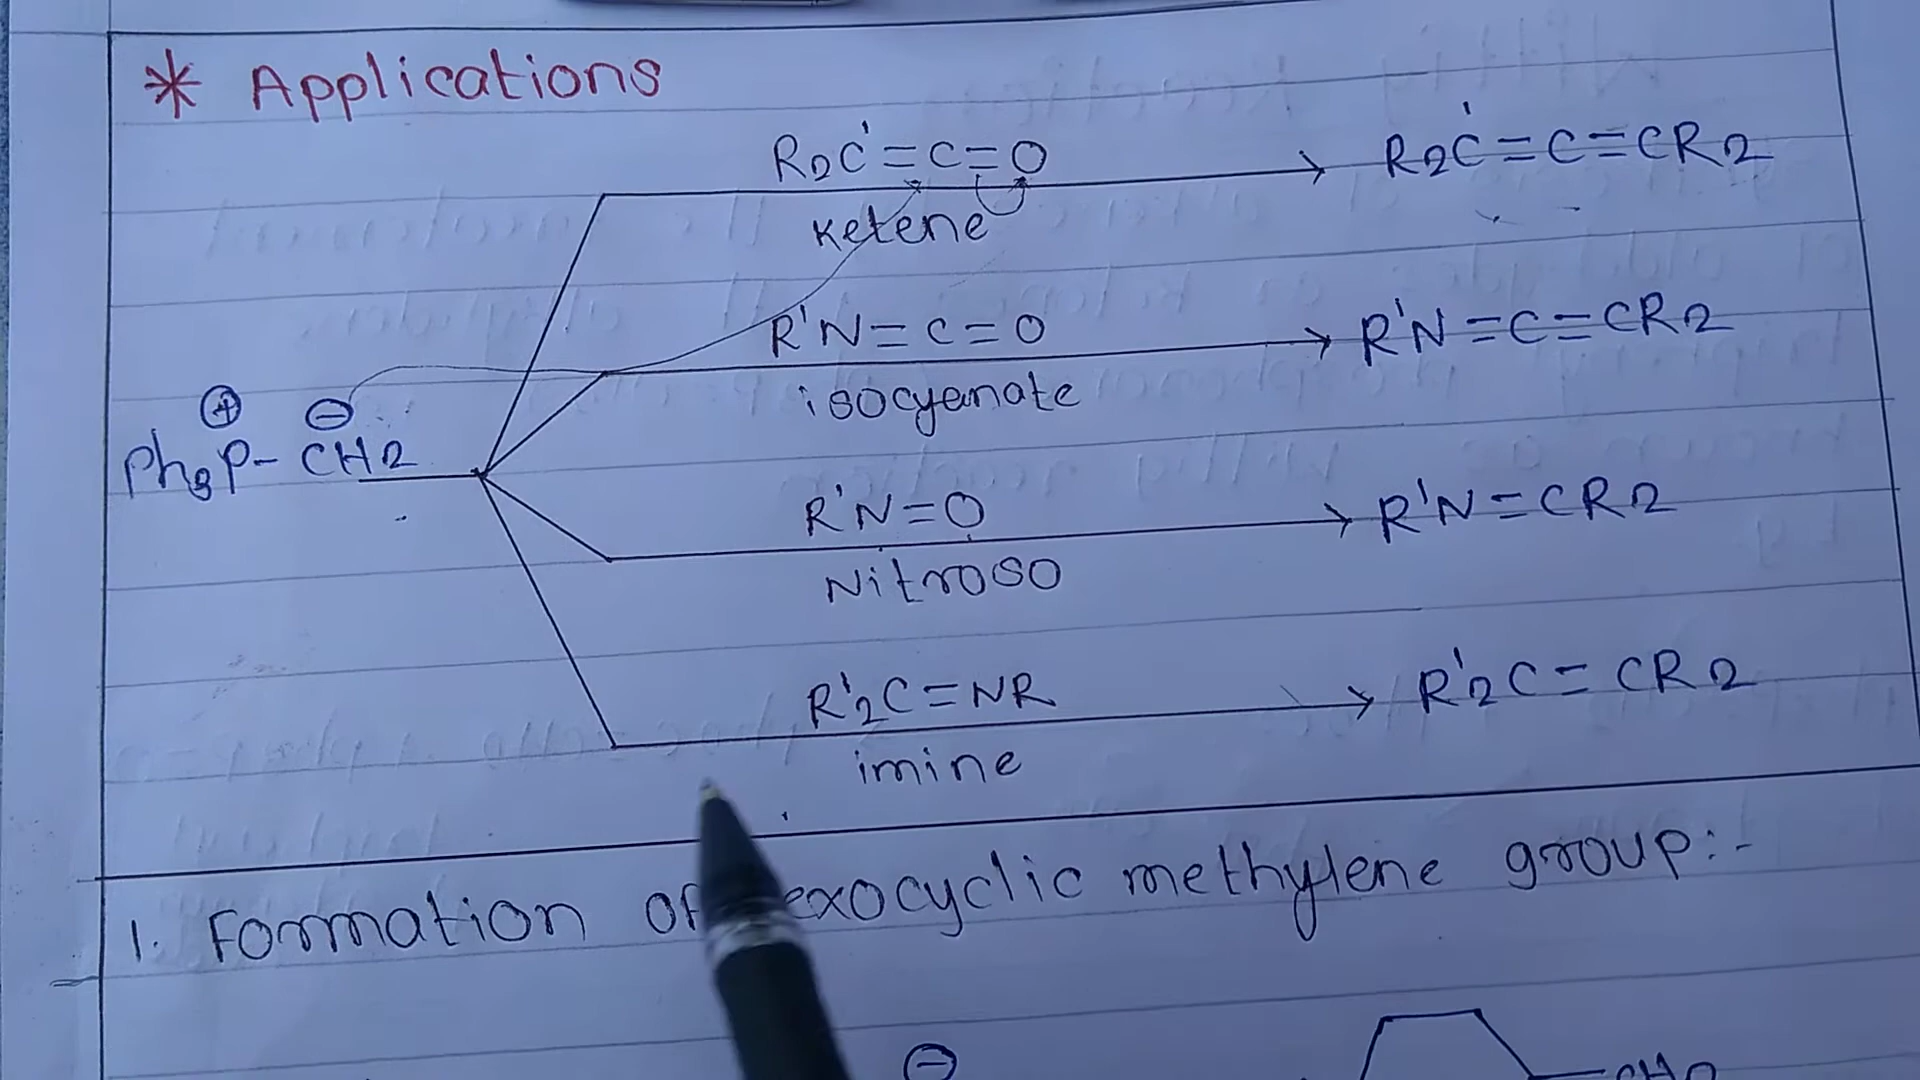 * Applications
R2C' = C = O → R2C' = C = CR2
ketene
R'N = C = O → R'N = C = CR2
isocyanate
⊕ ⊖
Ph3P - CH2
R'N = O → R'N = CR2
Nitroso
R'2C = NR → R'2C = CR2
imine
1. Formation of exocyclic methylene group:-
⊖